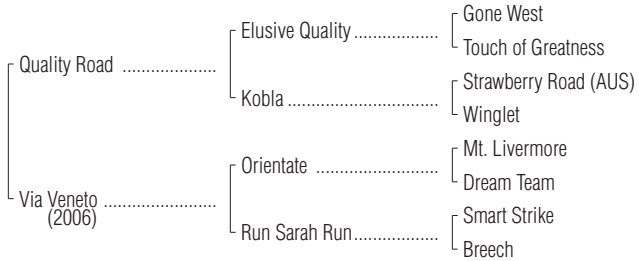 Gone West
Elusive Quality ....................
Touch of Greatness
Quality Road ......................
Strawberry Road (AUS)
Kobla ...................................
Winglet
Mt. Livermore
Orientate ............................
Dream Team
Via Veneto ..........................
(2006)
Smart Strike
Run Sarah Run ....................
Breech